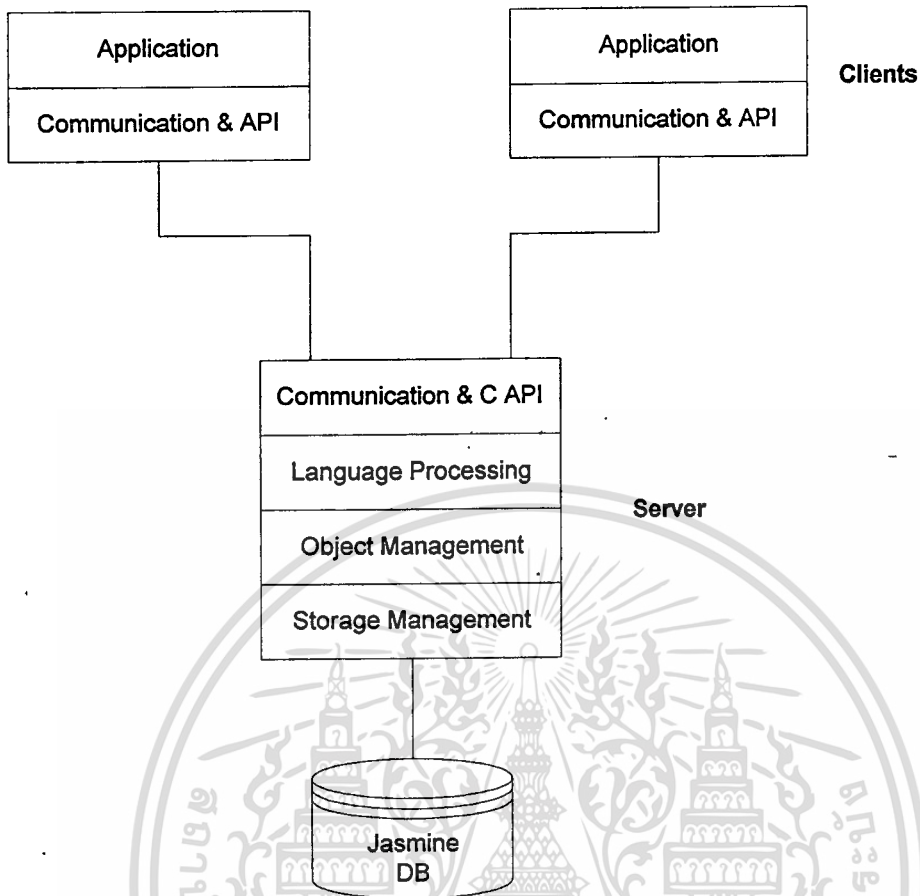 Application
Communication & API
Application
Communication & API
Clients
Communication & C API
Language Processing
Object Management
Storage Management
Server
Jasmine
DB